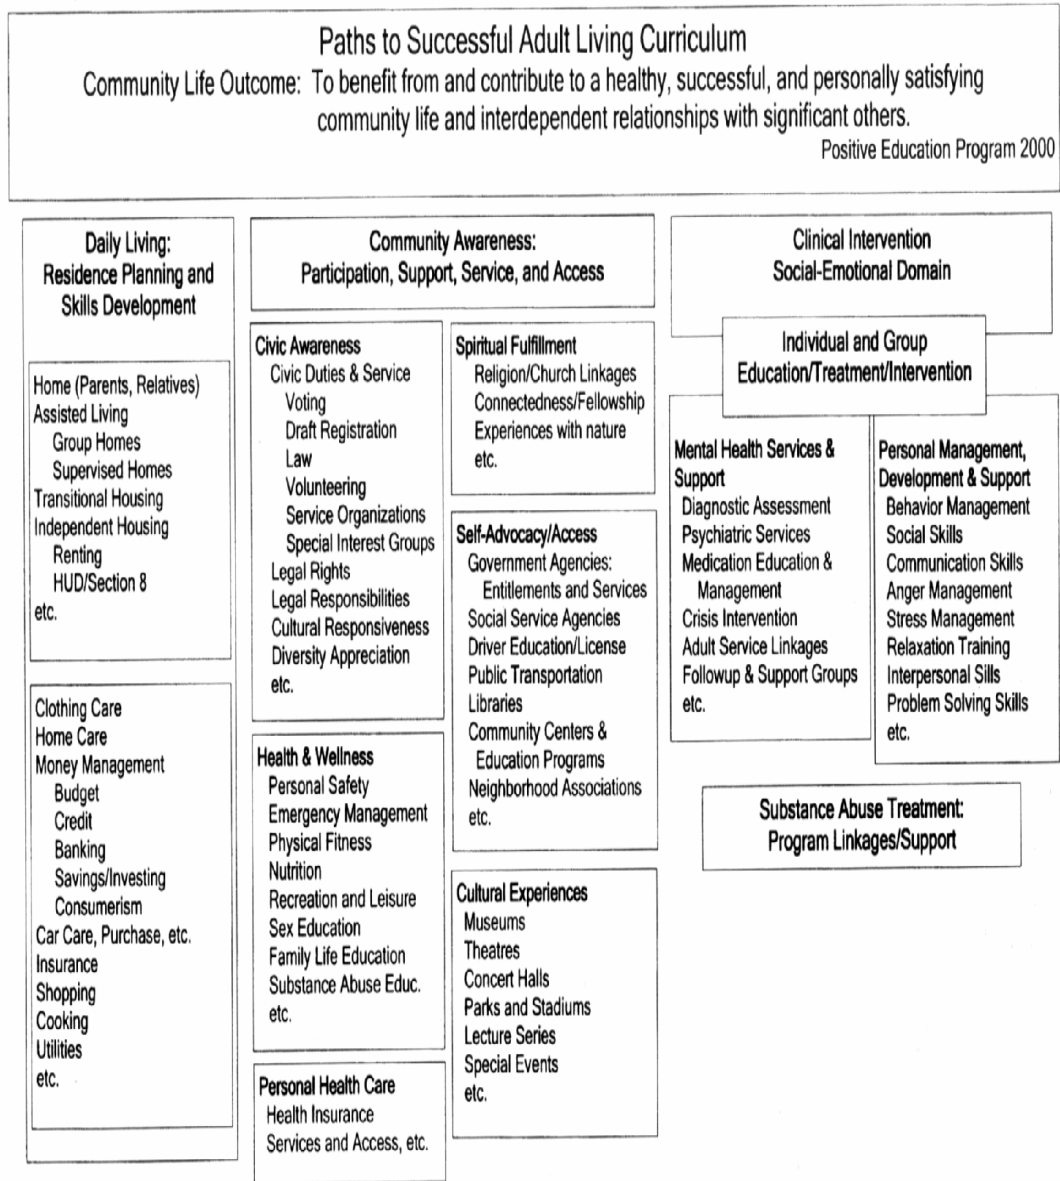 Paths to Successful Adult Living Curriculum
Community Life Outcome: To benefit from and contribute to a healthy, successful, and personally satisfying
community life and interdependent relationships with significant others.
Positive Education Program 2000
Daily Living:
Residence Planning and
Skills Development
Home (Parents, Relatives)
Assisted Living
Group Homes
Supervised Homes
Transitional Housing
Independent Housing
Renting
HUD/Section 8
etc.
Clothing Care
Home Care
Money Management
Budget
Credit
Banking
Savings/Investing
Consumerism
Car Care, Purchase, etc.
Insurance
Shopping
Cooking
Utilities
etc.
Community Awareness:
Participation, Support, Service, and Access
Civic Awareness
Civic Duties & Service
Voting
Draft Registration
Law
Volunteering
Service Organizations
Special Interest Groups
Legal Rights
Legal Responsibilities
Cultural Responsiveness
Diversity Appreciation
etc.
Health & Wellness
Personal Safety
Emergency Management
Physical Fitness
Nutrition
Recreation and Leisure
Sex Education
Family Life Education
Substance Abuse Educ.
etc.
Personal Health Care
Health Insurance
Services and Access, etc.
Spiritual Fulfillment
Religion/Church Linkages
Connectedness/Fellowship
Experiences with nature
etc.
Self-Advocacy/Access
Government Agencies:
Entitlements and Services
Social Service Agencies
Driver Education/License
Public Transportation
Libraries
Community Centers &
Education Programs
Neighborhood Associations
etc.
Cultural Experiences
Museums
Theatres
Concert Halls
Parks and Stadiums
Lecture Series
Special Events
etc.
Clinical Intervention
Social-Emotional Domain
Individual and Group
Education/Treatment/Intervention
Mental Health Services &
Support
Diagnostic Assessment
Psychiatric Services
Medication Education &
Management
Crisis Intervention
Adult Service Linkages
Followup & Support Groups
etc.
Personal Management,
Development & Support
Behavior Management
Social Skills
Communication Skills
Anger Management
Stress Management
Relaxation Training
Interpersonal Sills
Problem Solving Skills
etc.
Substance Abuse Treatment:
Program Linkages/Support